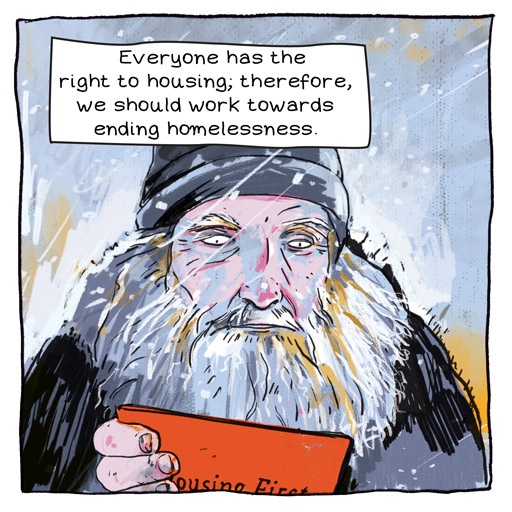 Everyone has the
right to housing; therefore,
we should work towards
ending homelessness.
ousing First